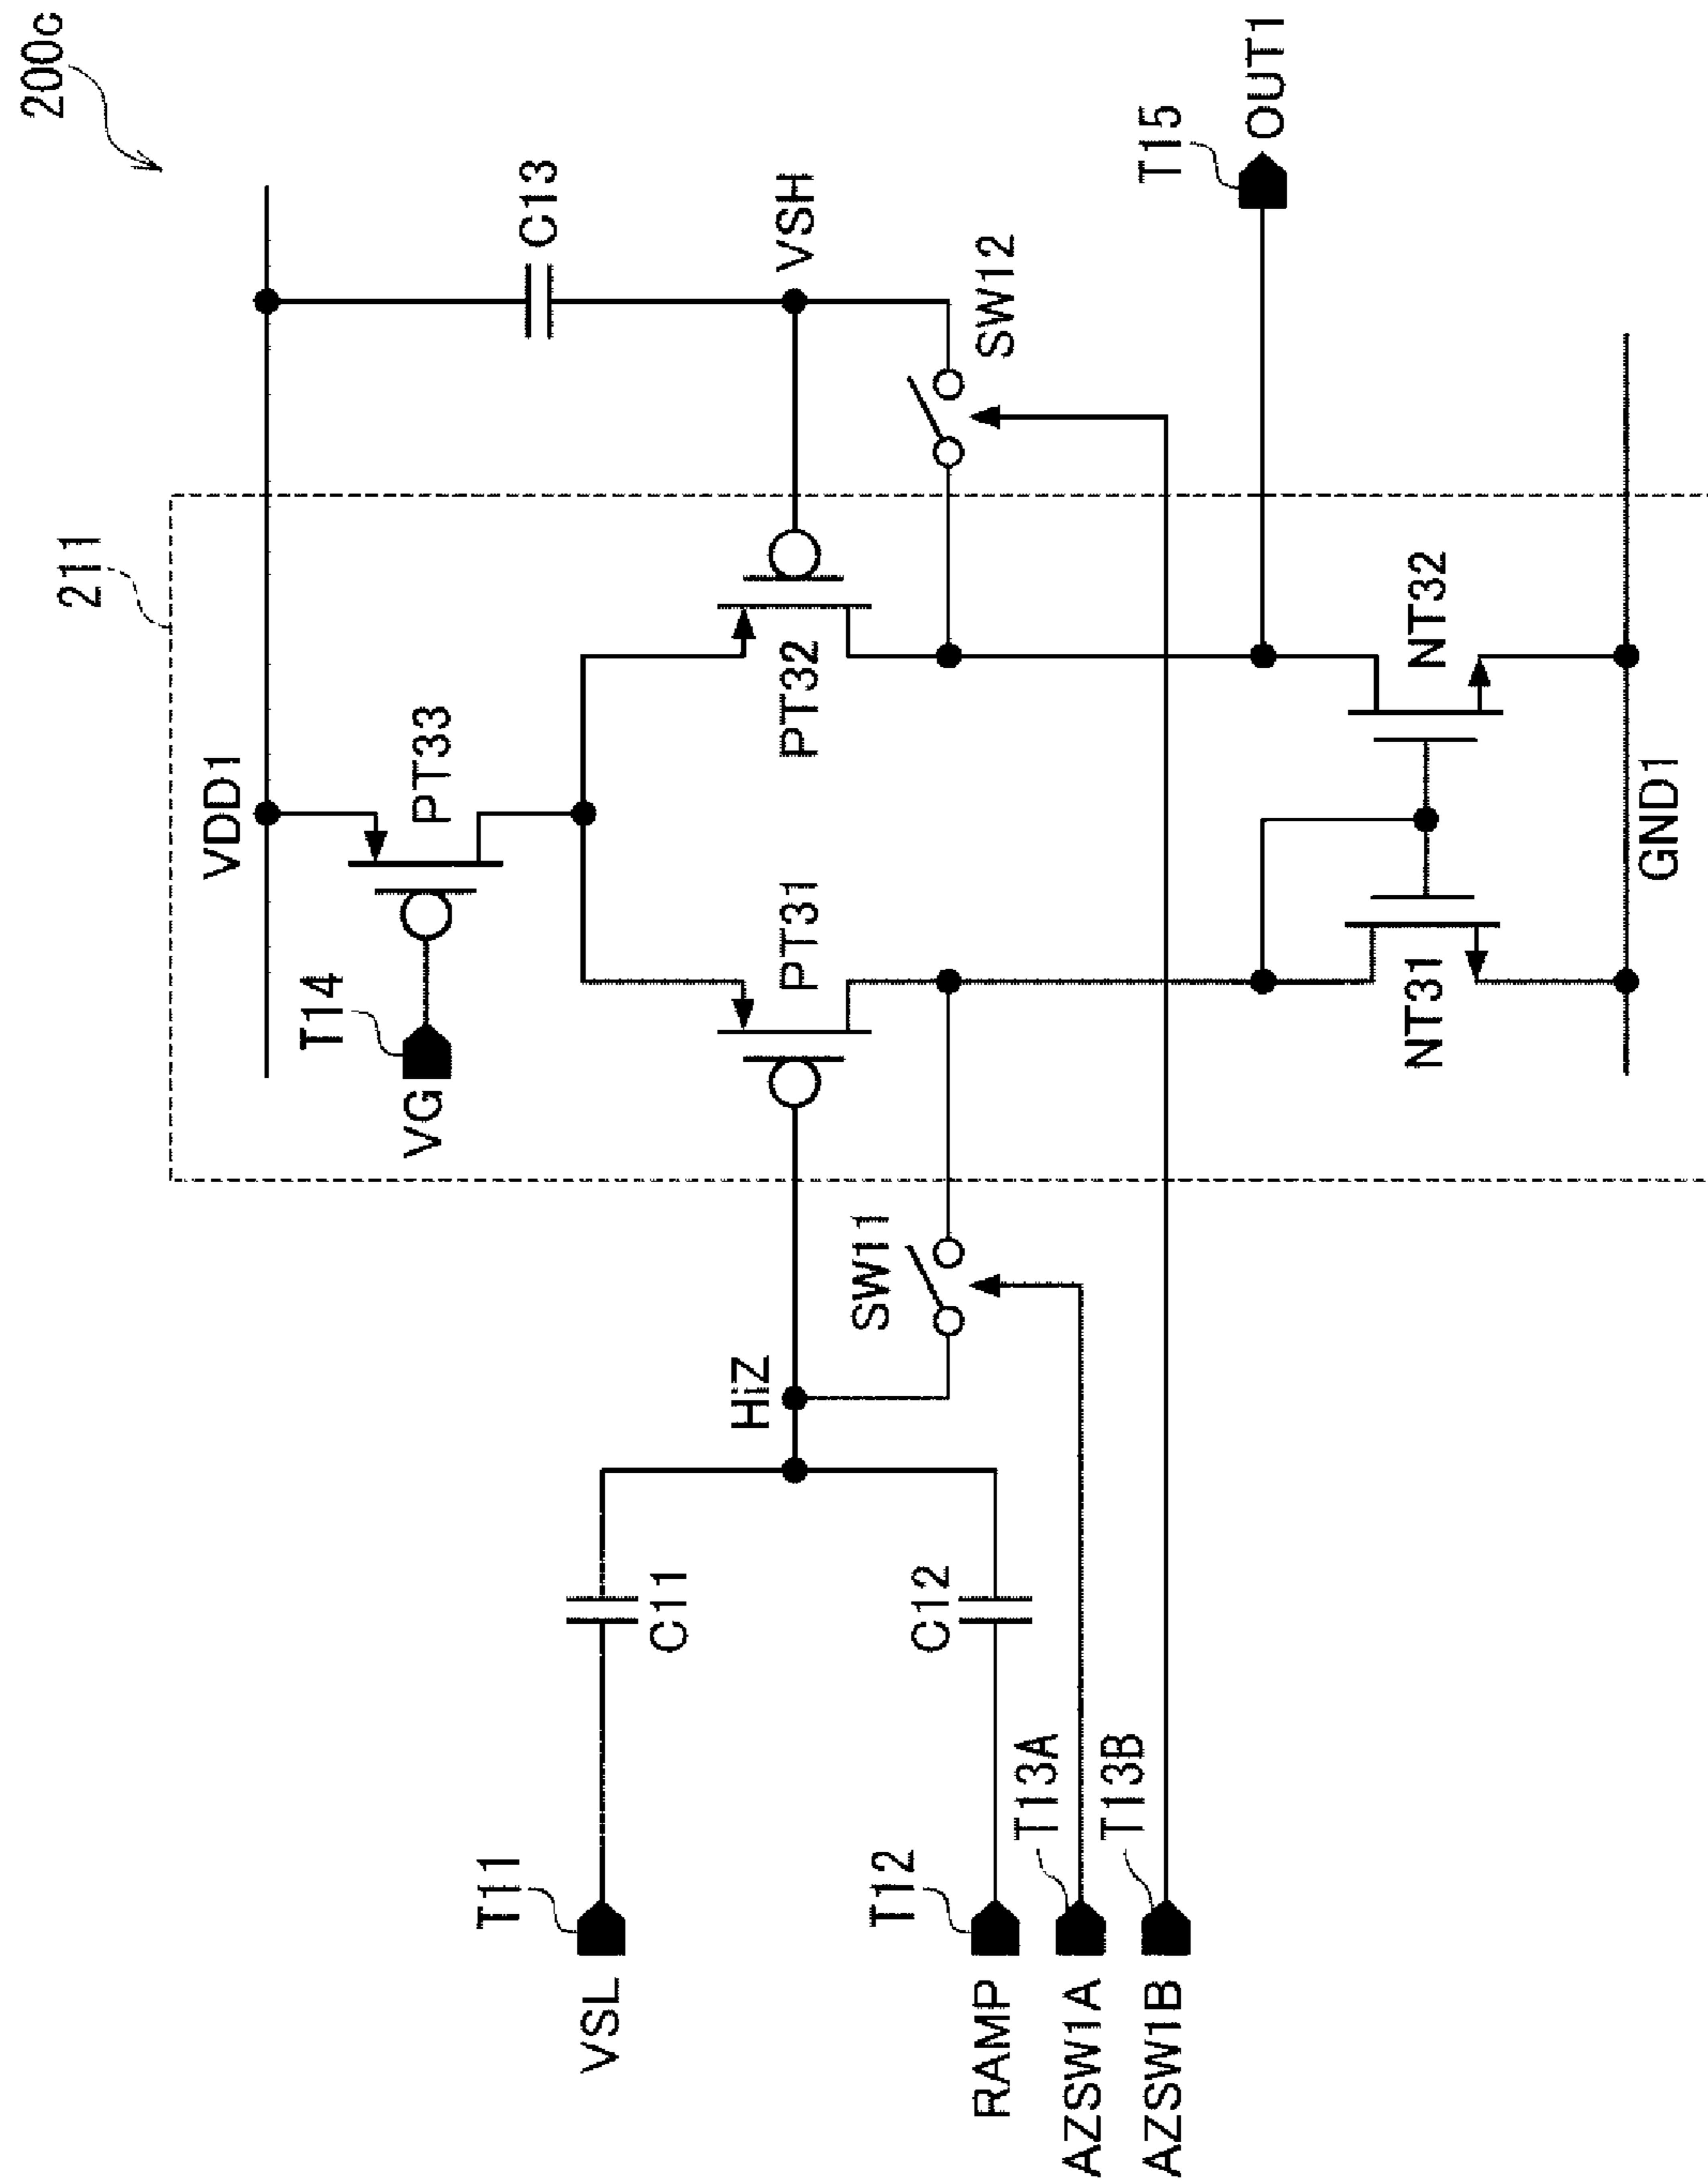 200c
211
VDD1
T14
VG
PT33
C13
PT31
PT32
VSH
HiZ
SW11
SW12
T11
VSL
C11
T12
RAMP
C12
T13A
AZSW1A
T13B
AZSW1B
T15
OUT1
NT31
NT32
GND1